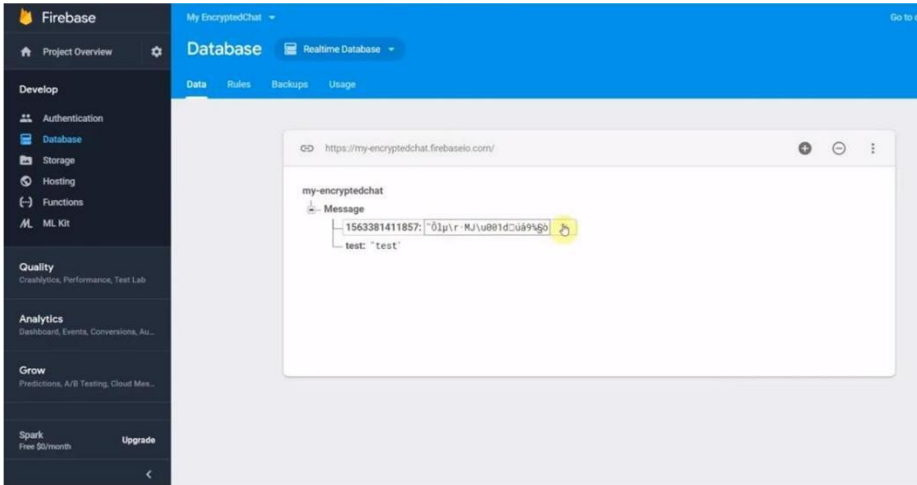 Firebase
My EncryptedChat
Go to
Project Overview
Database
Realtime Database
Develop
Data Rules Backups Usage
Authentication
Database
Storage
Hosting
Functions
ML Kit
https://my-encryptedchat.firebaseio.com/
my-encryptedchat
Message
1563381411857:
test: "test"
Quality
Crashlytics, Performance, Test Lab
Analytics
Dashboard, Events, Conversions, Au...
Grow
Predictions, A/B Testing, Cloud Mes...
Spark
Free $0/month
Upgrade